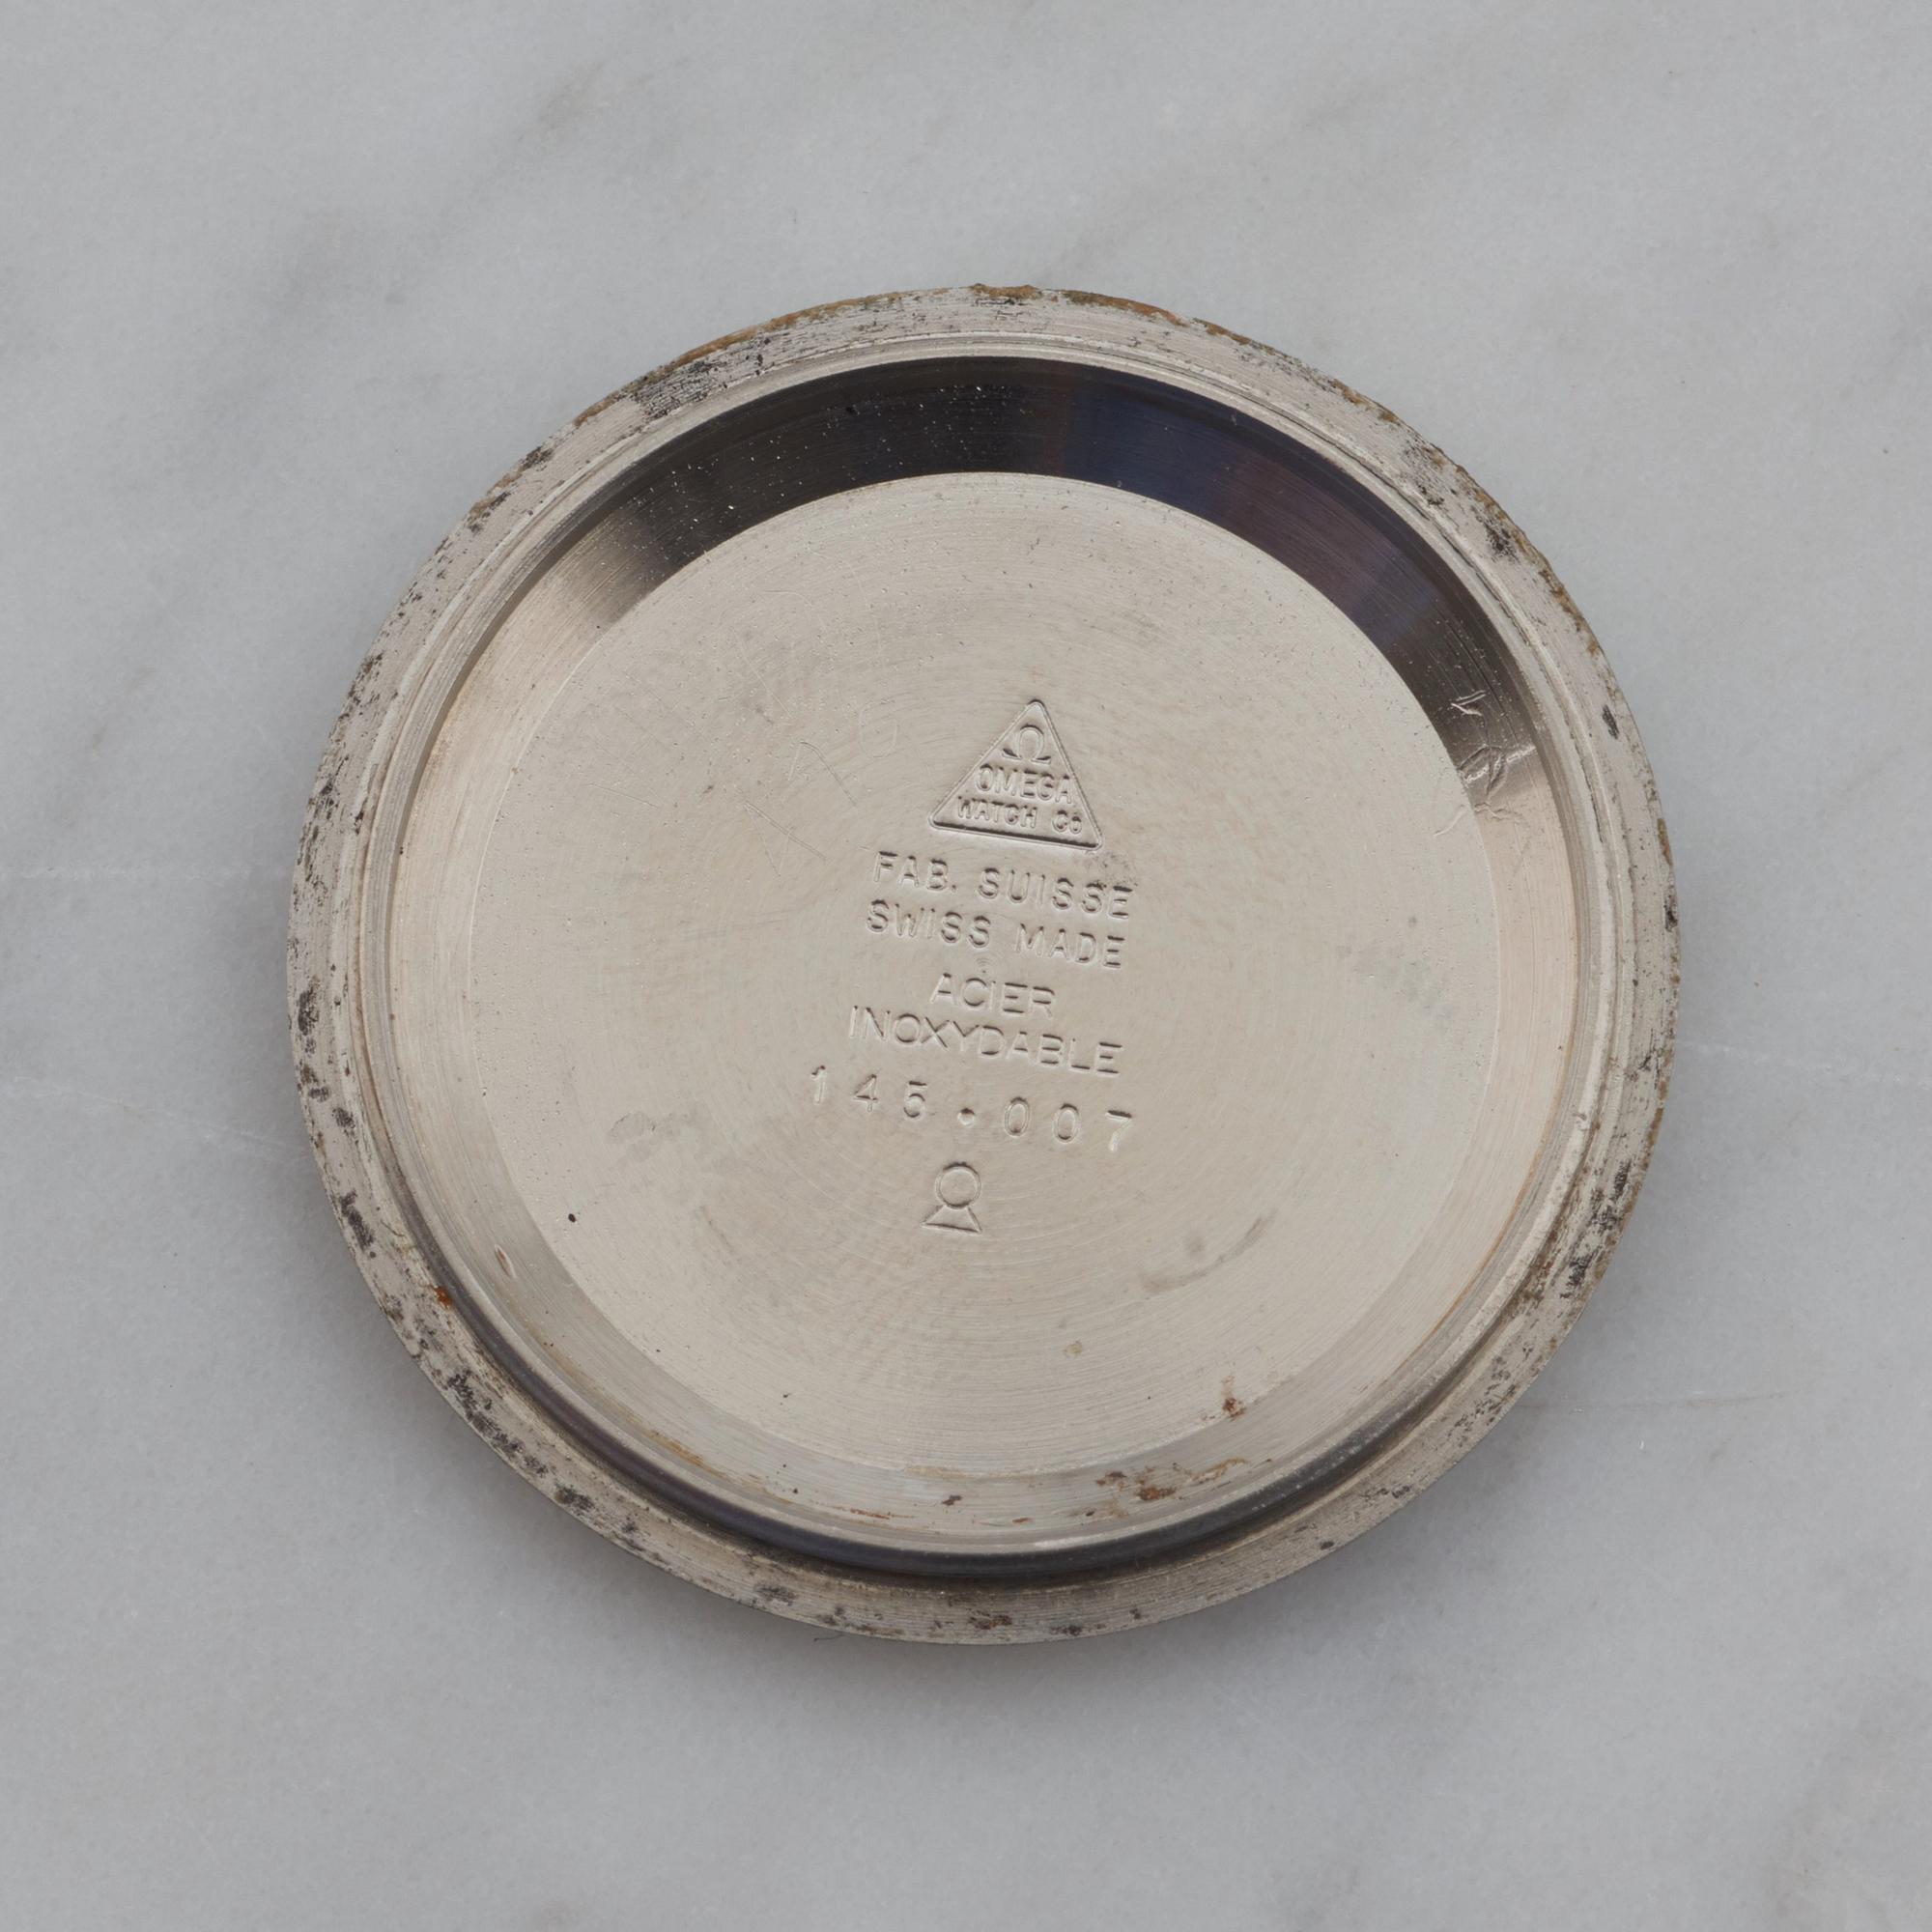 Ω
OMEGA
WATCH Co
FAB. SUISSE
SWISS MADE
ACIER
INOXYDABLE
145.007